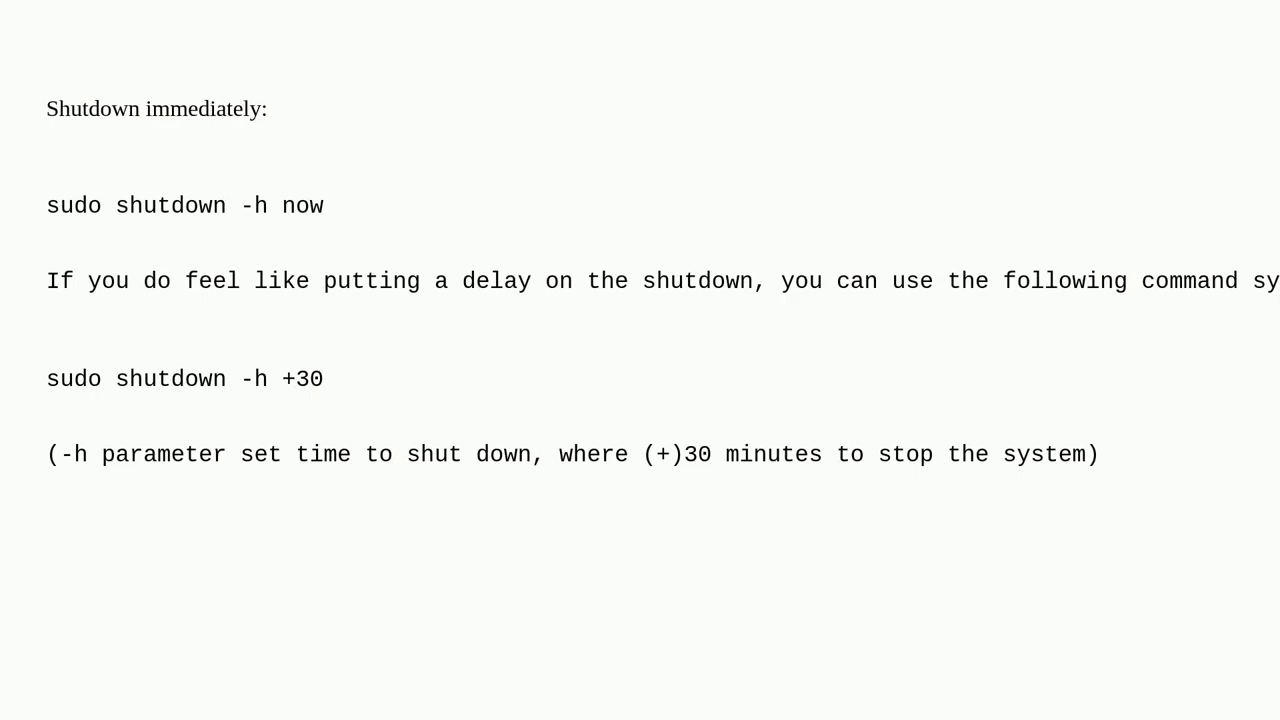 Shutdown immediately:
sudo shutdown -h now
If you do feel like putting a delay on the shutdown, you can use the following command
sudo shutdown -h +30
(-h parameter set time to shut down, where (+)30 minutes to stop the system)